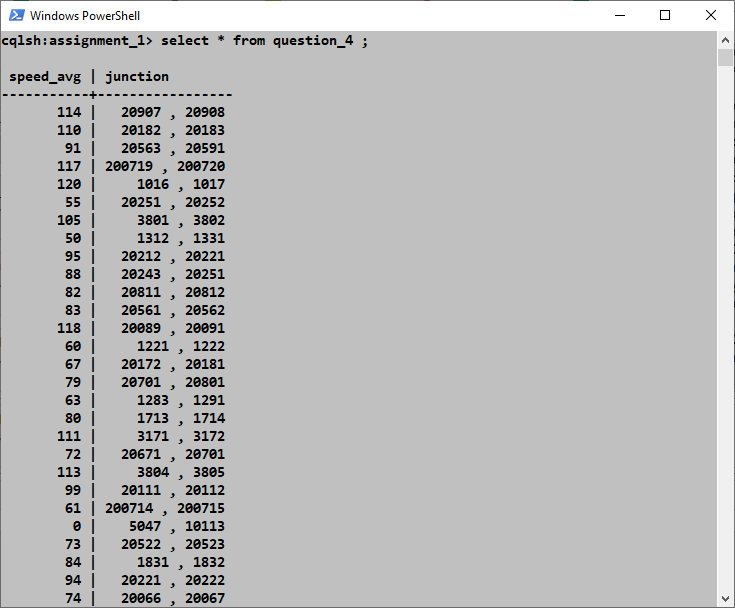 Windows PowerShell
cqlsh:assignment_1> select * from question_4 ;
speed_avg | junction
-----------+-----------------
114 | 20907 , 20908
110 | 20182 , 20183
91 | 20563 , 20591
117 | 200719 , 200720
120 | 1016 , 1017
55 | 20251 , 20252
105 | 3801 , 3802
50 | 1312 , 1331
95 | 20212 , 20221
88 | 20243 , 20251
82 | 20811 , 20812
83 | 20561 , 20562
118 | 20089 , 20091
60 | 1221 , 1222
67 | 20172 , 20181
79 | 20701 , 20801
63 | 1283 , 1291
80 | 1713 , 1714
111 | 3171 , 3172
72 | 20671 , 20701
113 | 3804 , 3805
99 | 20111 , 20112
61 | 200714 , 200715
0 | 5047 , 10113
73 | 20522 , 20523
84 | 1831 , 1832
94 | 20221 , 20222
74 | 20066 , 20067